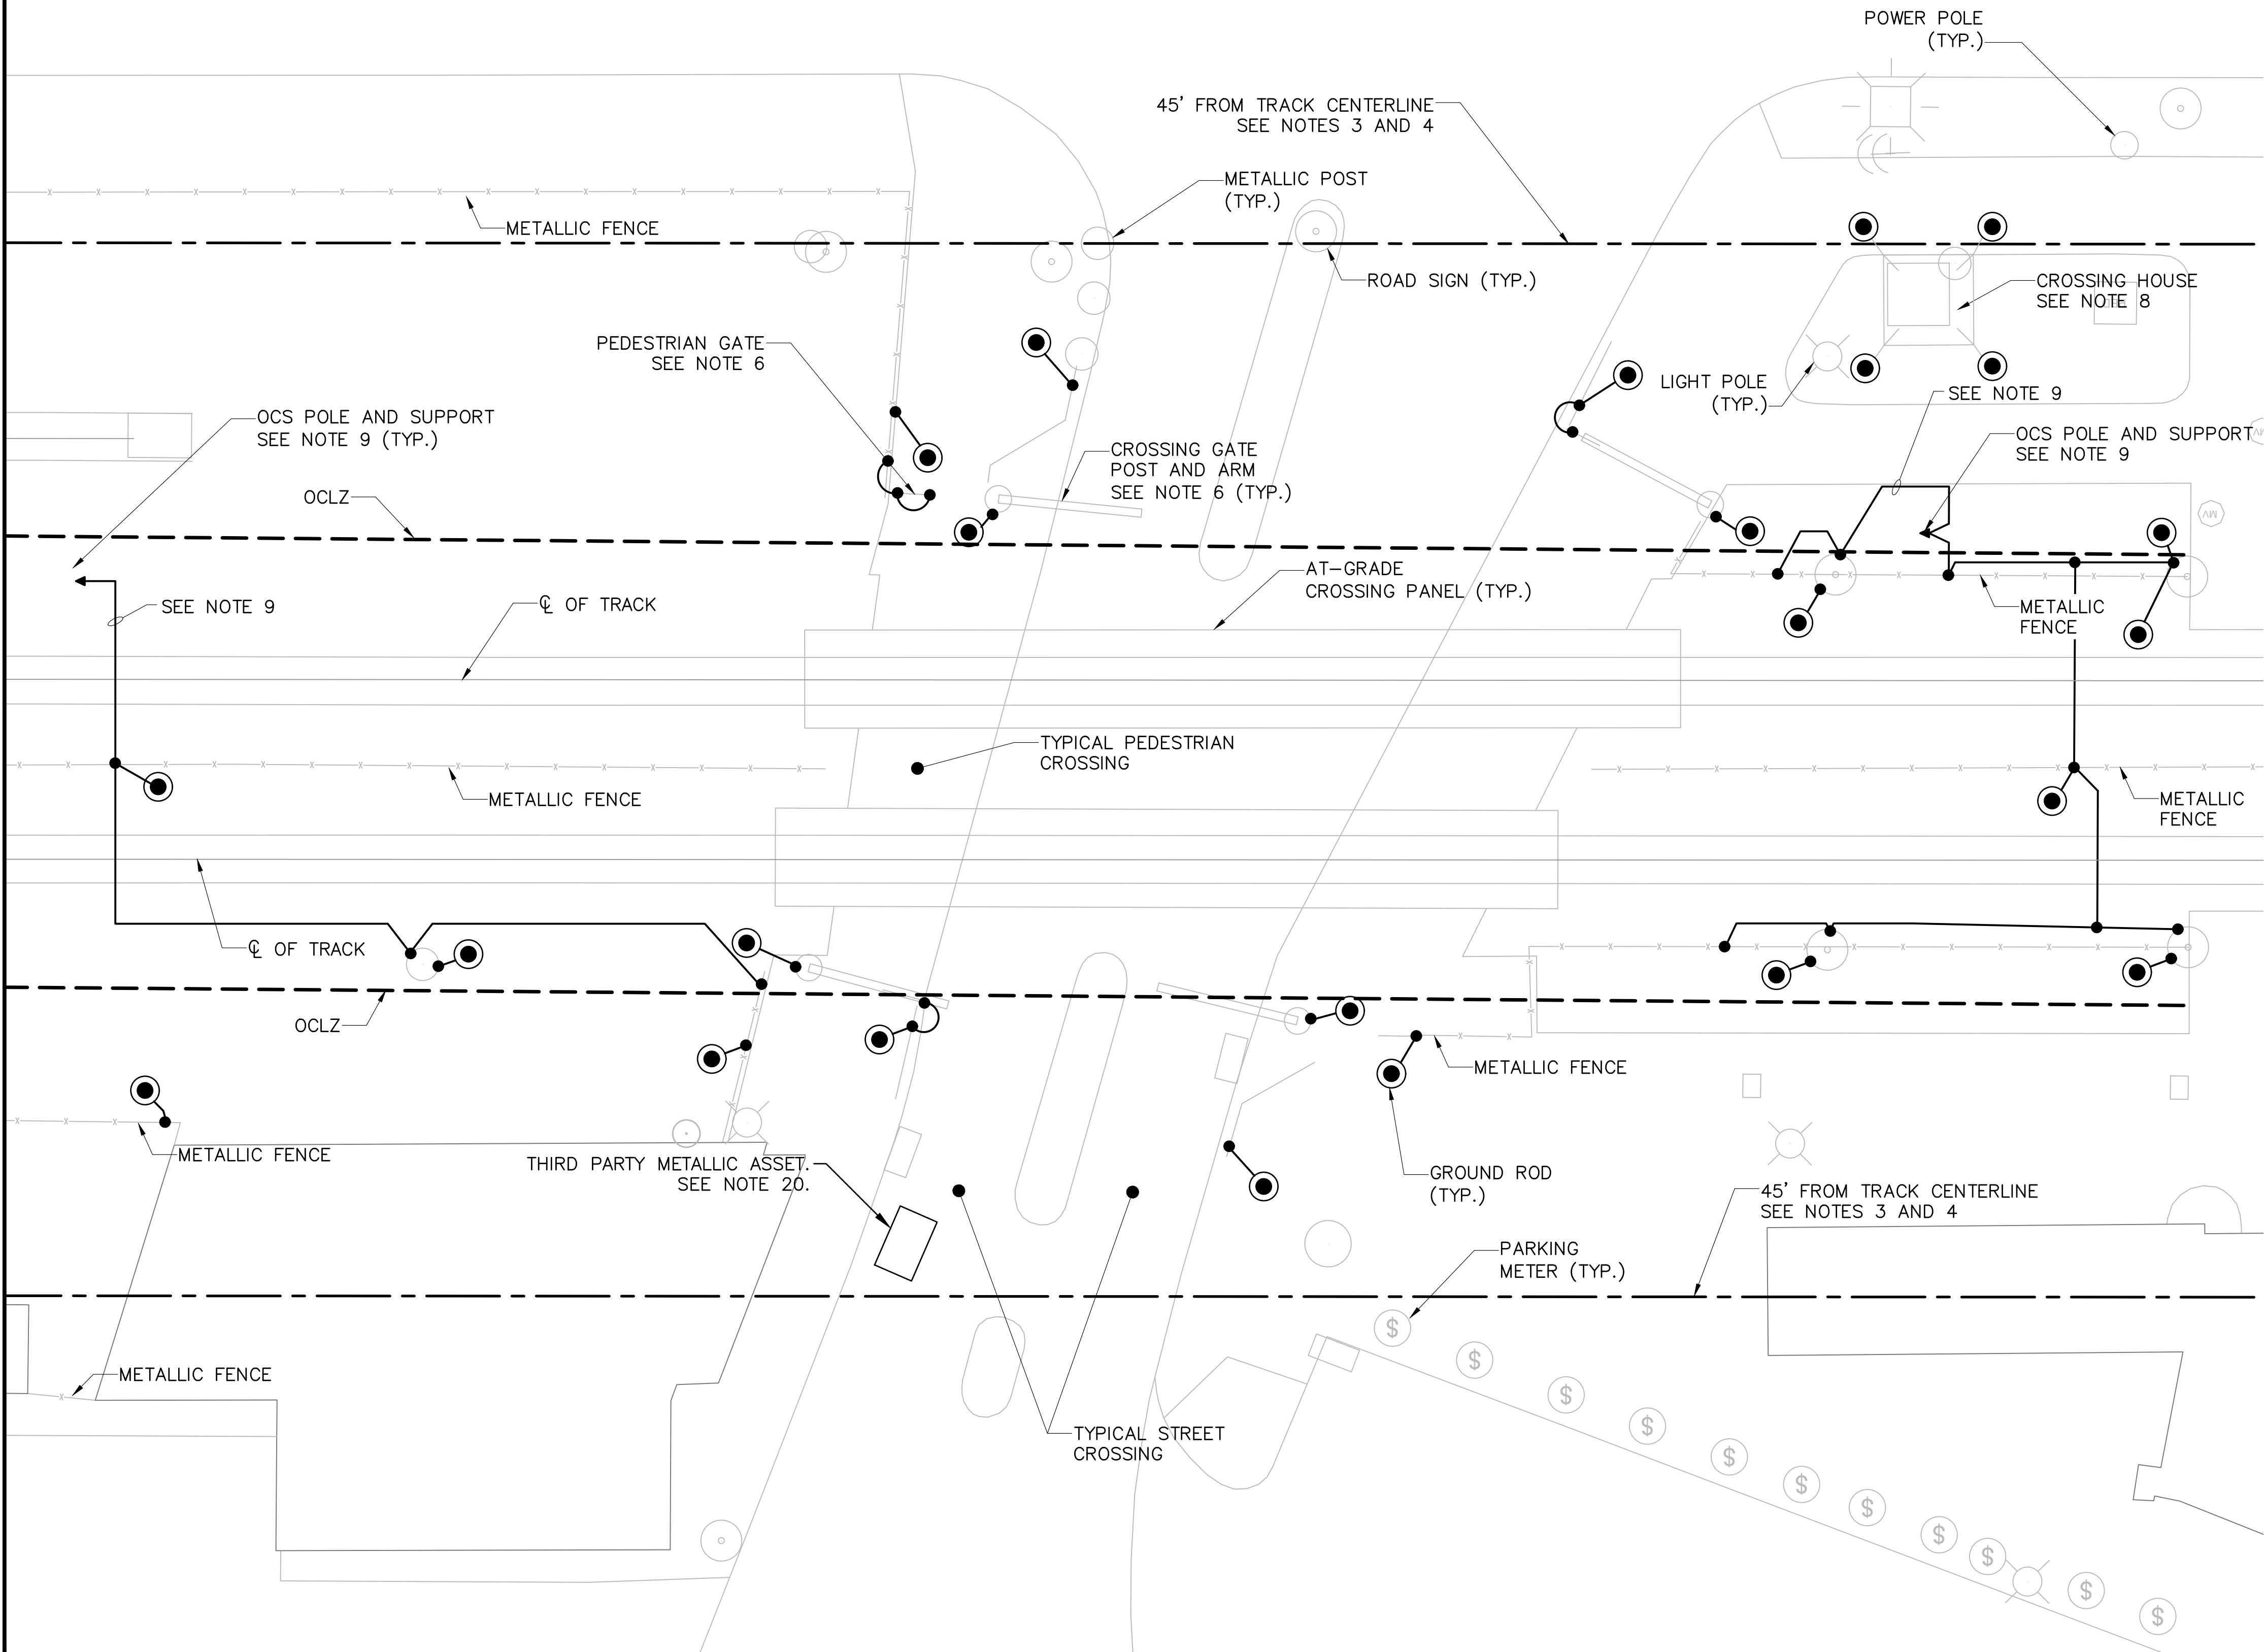 POWER POLE
(TYP.)
45' FROM TRACK CENTERLINE
SEE NOTES 3 AND 4
METALLIC POST
(TYP.)
METALLIC FENCE
ROAD SIGN (TYP.)
CROSSING HOUSE
SEE NOTE 8
PEDESTRIAN GATE
SEE NOTE 6
LIGHT POLE
(TYP.)
SEE NOTE 9
OCS POLE AND SUPPORT
SEE NOTE 9 (TYP.)
OCS POLE AND SUPPORT
SEE NOTE 9
CROSSING GATE
POST AND ARM
SEE NOTE 6 (TYP.)
OCLZ
MV
AT-GRADE
CROSSING PANEL (TYP.)
SEE NOTE 9
℄ OF TRACK
METALLIC
FENCE
TYPICAL PEDESTRIAN
CROSSING
METALLIC FENCE
METALLIC
FENCE
℄ OF TRACK
OCLZ
METALLIC FENCE
METALLIC FENCE
THIRD PARTY METALLIC ASSET.
SEE NOTE 20.
GROUND ROD
(TYP.)
45' FROM TRACK CENTERLINE
SEE NOTES 3 AND 4
PARKING
METER (TYP.)
$
$
$
$
$
$
$
$
$
$
$
METALLIC FENCE
TYPICAL STREET
CROSSING